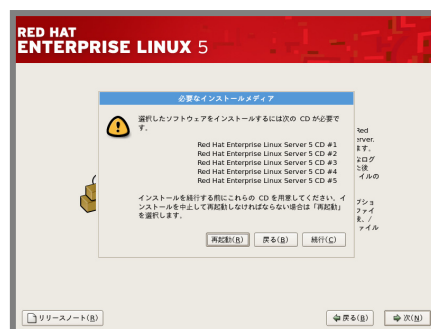 RED HAT
ENTERPRISE LINUX 5
必要なインストールメディア
選択したソフトウェアをインストールするには次の CD が必要で
す。
Red Hat Enterprise Linux Server 5 CD #1
Red Hat Enterprise Linux Server 5 CD #2
Red Hat Enterprise Linux Server 5 CD #3
Red Hat Enterprise Linux Server 5 CD #4
Red Hat Enterprise Linux Server 5 CD #5
インストールを続行する前にこれらの CD を用意してください。イ
ンストールを中止して再起動しなければならない場合は「再起動」
を選択します。
再起動(R) 戻る(B) 続行(C)
Red
erver
ます。
なログ
た後
イルの
プショ
ファイ
後、/
ァイル
リリースノート(R) 戻る(B) 次(N)